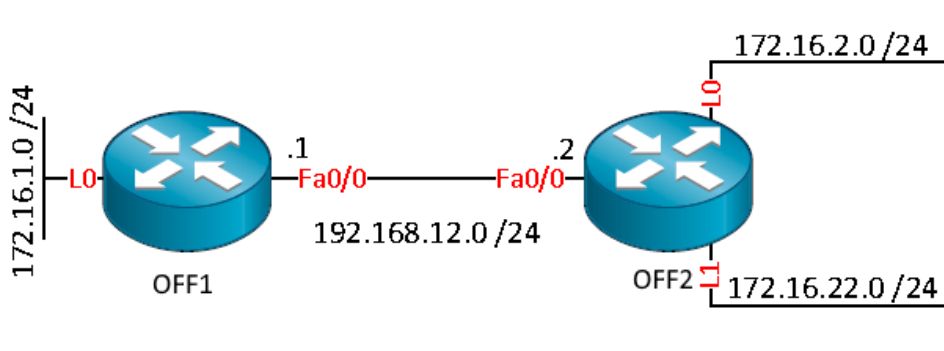 172.16.2.0 /24
172.16.1.0 /24
L0
L0
.1
.2
Fa0/0
Fa0/0
192.168.12.0 /24
OFF1
OFF2
L1
172.16.22.0 /24